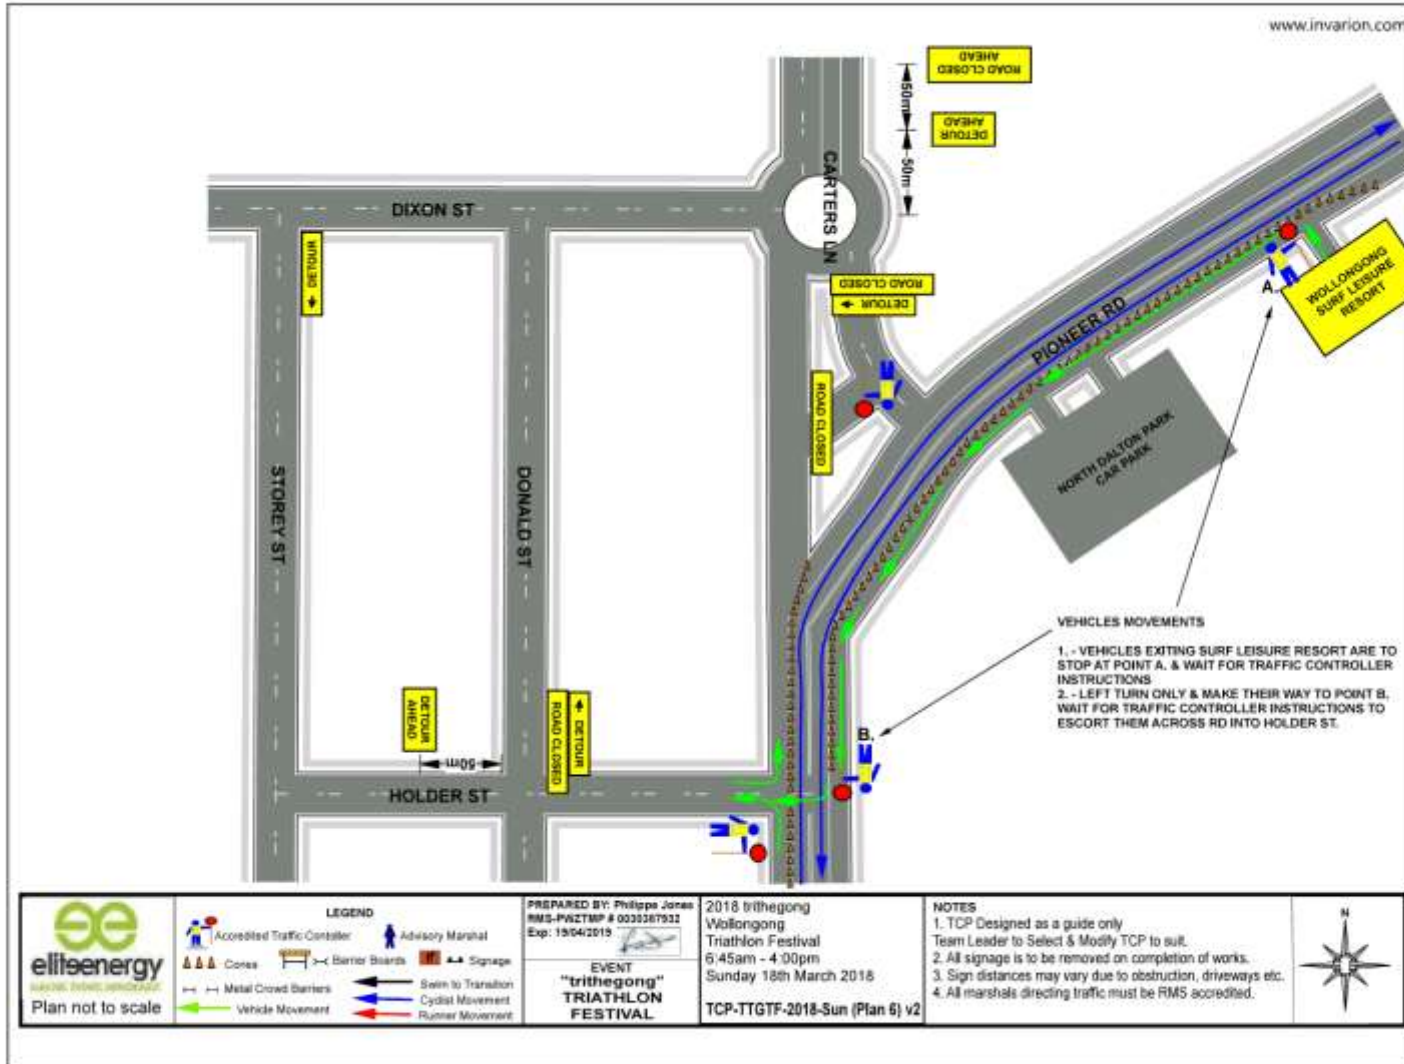 www.invarion.com
ROAD CLOSED
AHEAD
DETOUR
AHEAD
50m
50m
CARTERS LN
DIXON ST
DETOUR
ROAD CLOSED
DETOUR
WOLLONGONG
SURF LEISURE
RESORT
A.
PIONEER RD
ROAD CLOSED
NORTH DALTON PARK
CAR PARK
STOREY ST
DONALD ST
VEHICLES MOVEMENTS
1. - VEHICLES EXITING SURF LEISURE RESORT ARE TO
STOP AT POINT A. & WAIT FOR TRAFFIC CONTROLLER
INSTRUCTIONS
2. - LEFT TURN ONLY & MAKE THEIR WAY TO POINT B.
WAIT FOR TRAFFIC CONTROLLER INSTRUCTIONS TO
ESCORT THEM ACROSS RD INTO HOLDER ST.
DETOUR
AHEAD
50m
DETOUR
ROAD CLOSED
B.
HOLDER ST
eliteenergy
Plan not to scale
LEGEND
Accredited Traffic Contoller
Advisory Marshal
Cones
Barrier Boards
Signage
Metal Crowd Barriers
Swim to Transition
Cyclist Movement
Vehicle Movement
Runner Movement
PREPARED BY: Philippe Jones
RMS-PWZTMP # 0030367932
Exp: 19/04/2019
EVENT
"trithegong"
TRIATHLON
FESTIVAL
2018 trithegong
Wollongong
Triathlon Festival
6:45am - 4:00pm
Sunday 18th March 2018
TCP-TTGTF-2018-Sun (Plan 6) v2
NOTES
1. TCP Designed as a guide only
Team Leader to Select & Modify TCP to suit.
2. All signage is to be removed on completion of works.
3. Sign distances may vary due to obstruction, driveways etc.
4. All marshals directing traffic must be RMS accredited.
N